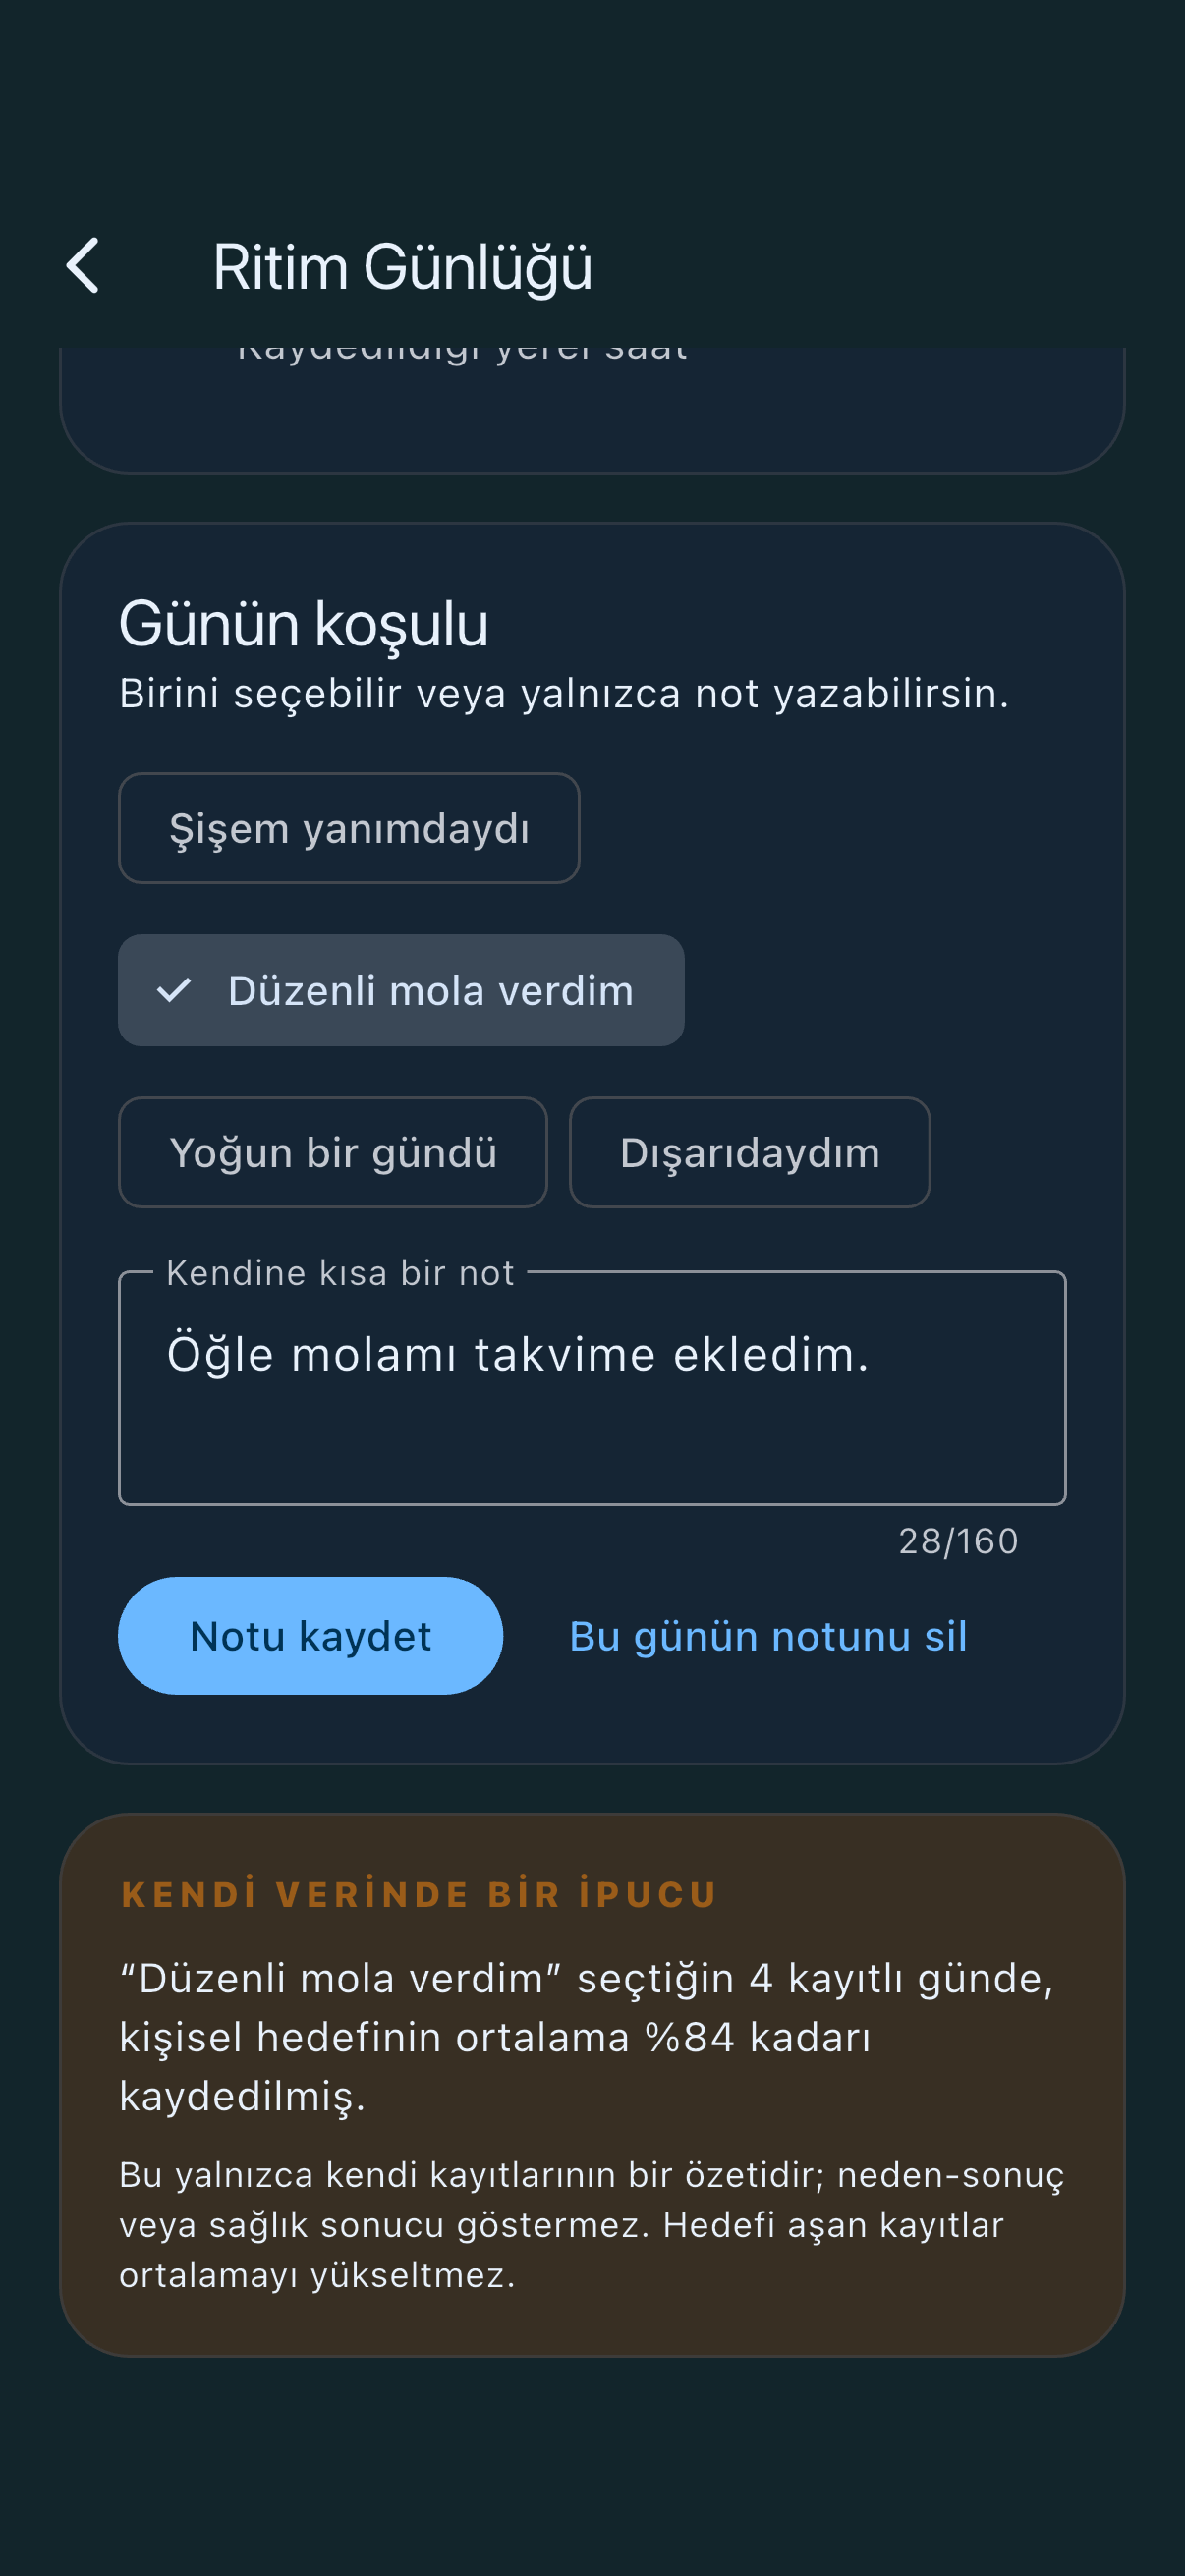 Ritim Günlüğü
Kaydedildiği yerel saat
Günün koşulu
Birini seçebilir veya yalnızca not yazabilirsin.
Şişem yanımdaydı
Düzenli mola verdim
Yoğun bir gündü
Dışarıdaydım
Kendine kısa bir not
Öğle molamı takvime ekledim.
28/160
Notu kaydet
Bu günün notunu sil
KENDİ VERİNDE BİR İPUCU
“Düzenli mola verdim” seçtiğin 4 kayıtlı günde,
kişisel hedefinin ortalama %84 kadarı
kaydedilmiş.
Bu yalnızca kendi kayıtlarının bir özetidir; neden-sonuç
veya sağlık sonucu göstermez. Hedefi aşan kayıtlar
ortalamayı yükseltmez.